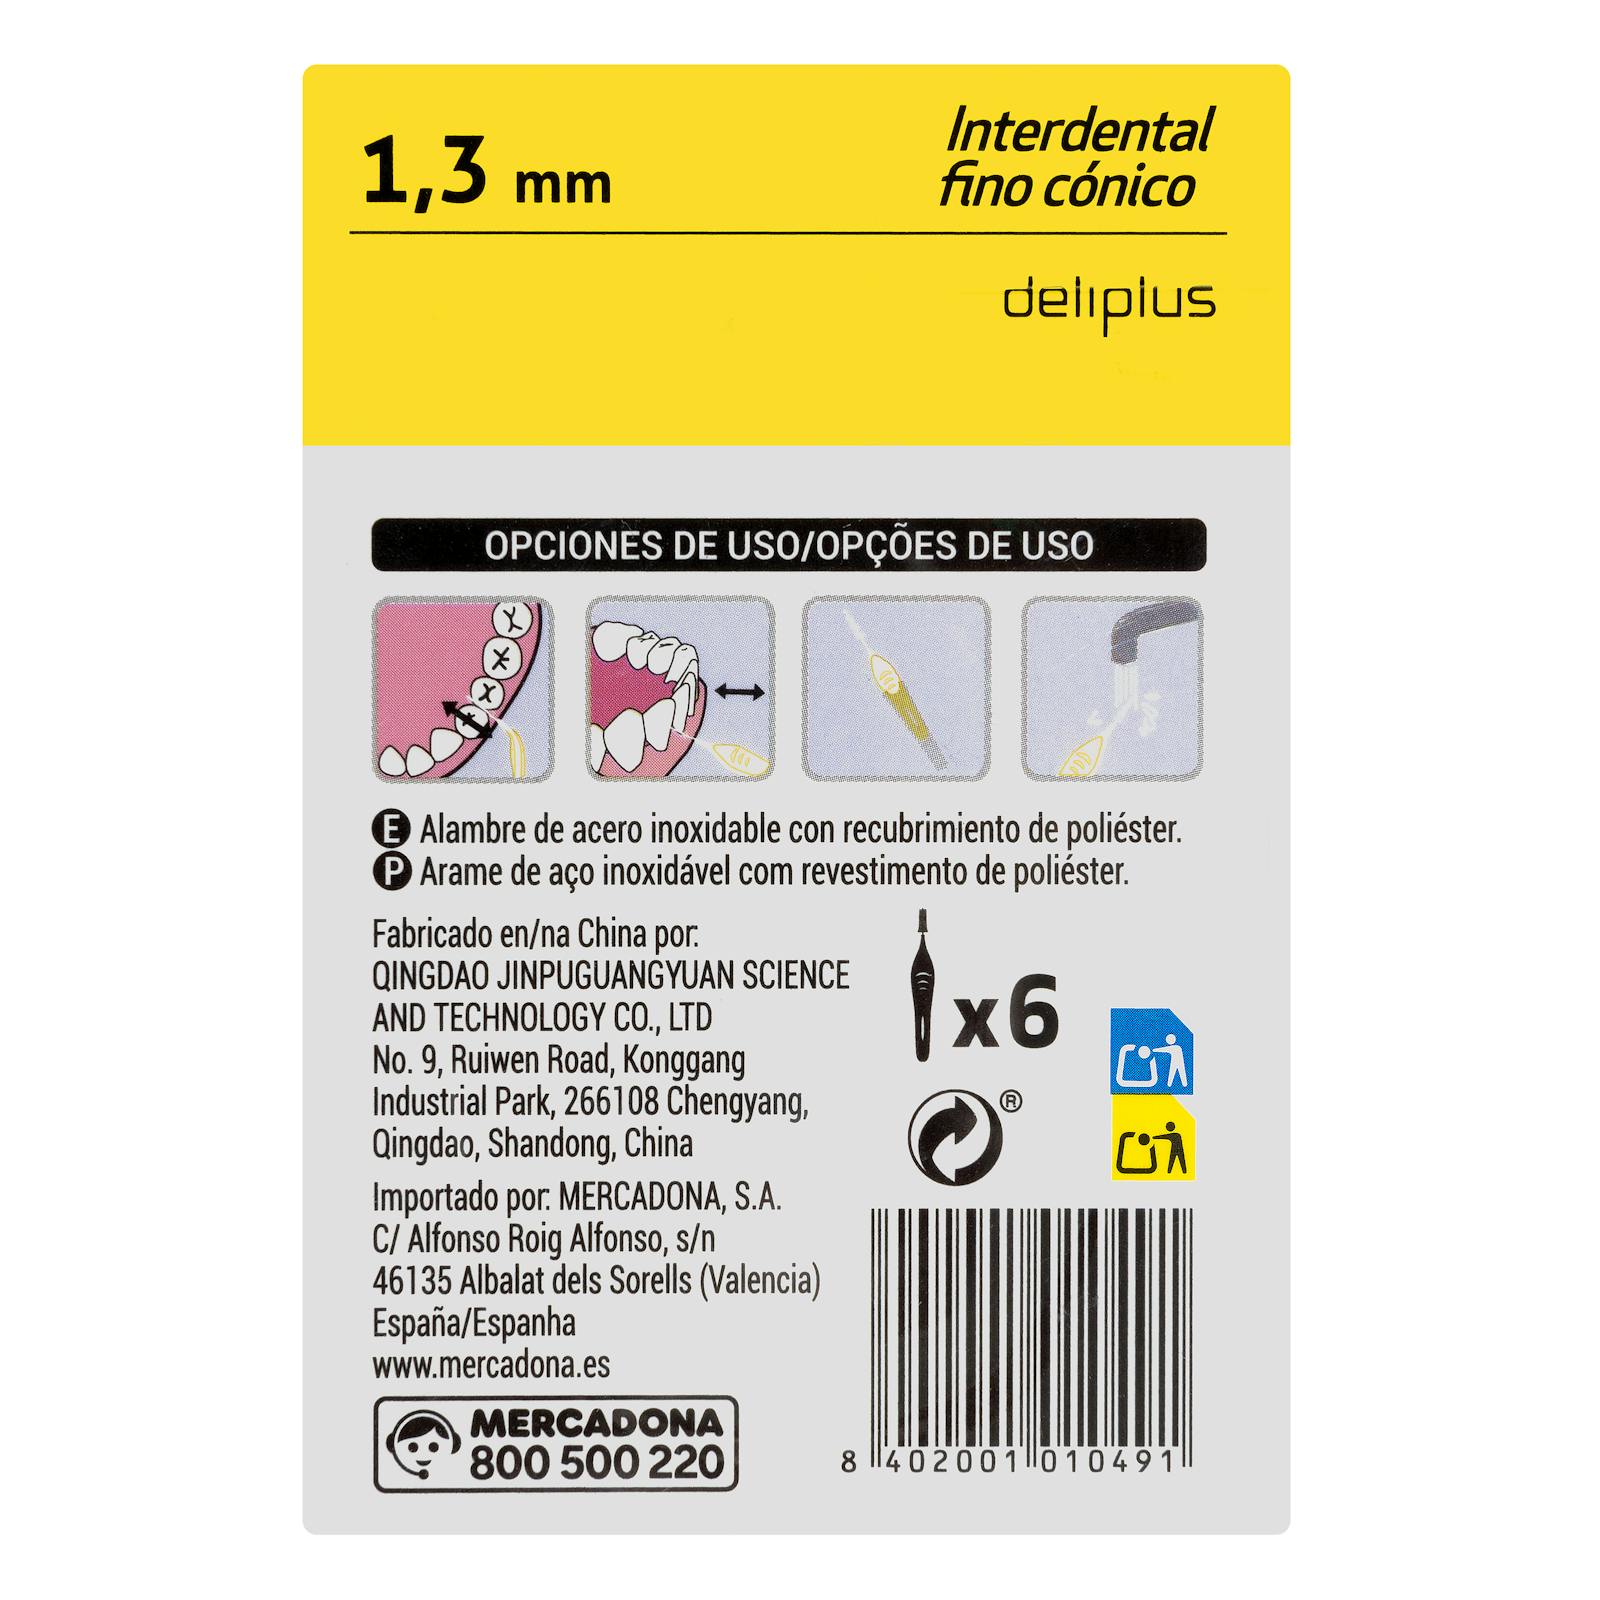 1,3 mm
Interdental
fino cónico
deliplus
OPCIONES DE USO/OPÇÕES DE USO
E Alambre de acero inoxidable con recubrimiento de poliéster.
P Arame de aço inoxidável com revestimento de poliéster.
Fabricado en/na China por:
QINGDAO JINPUGUANGYUAN SCIENCE
AND TECHNOLOGY CO., LTD
No. 9, Ruiwen Road, Konggang
Industrial Park, 266108 Chengyang,
Qingdao, Shandong, China
Importado por: MERCADONA, S.A.
C/ Alfonso Roig Alfonso, s/n
46135 Albalat dels Sorells (Valencia)
España/Espanha
www.mercadona.es
MERCADONA
800 500 220
x6
®
8 402001 010491